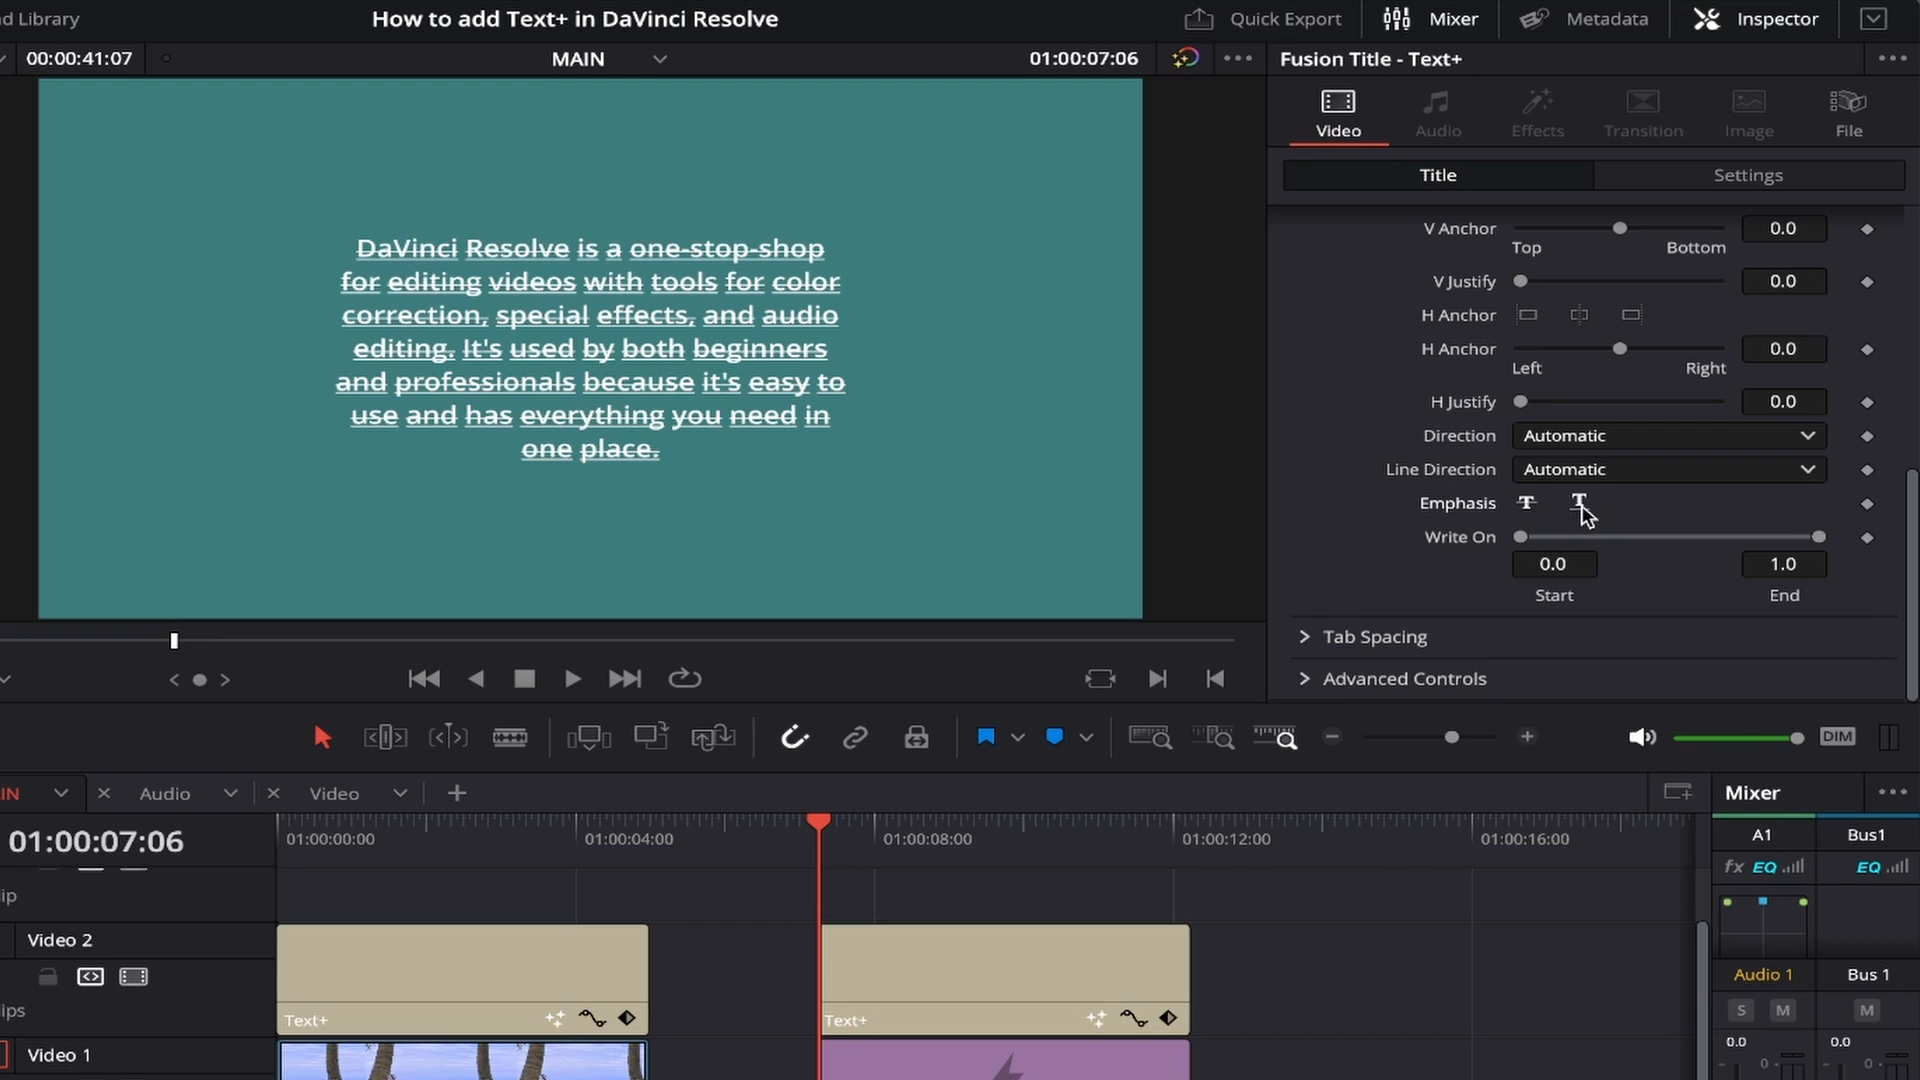 d Library
How to add Text+ in DaVinci Resolve
Quick Export
Mixer
Metadata
Inspector
00:00:41:07
MAIN
01:00:07:06
Fusion Title - Text+
Video
Audio
Effects
Transition
Image
File
Title
Settings
DaVinci Resolve is a one-stop-shop
for editing videos with tools for color
correction, special effects, and audio
editing. It's used by both beginners
and professionals because it's easy to
use and has everything you need in
one place.
V Anchor
0.0
Top
Bottom
V Justify
0.0
H Anchor
H Anchor
0.0
Left
Right
H Justify
0.0
Direction
Automatic
Line Direction
Automatic
Emphasis
T
T
Write On
0.0
1.0
Start
End
Tab Spacing
Advanced Controls
DIM
IN
Audio
Video
Mixer
01:00:07:06
01:00:00:00
01:00:04:00
01:00:08:00
01:00:12:00
01:00:16:00
A1
Bus1
fx
EQ
EQ
lip
Video 2
lips
Text+
Text+
Video 1
Audio 1
Bus 1
S
M
M
0.0
0.0
0
0